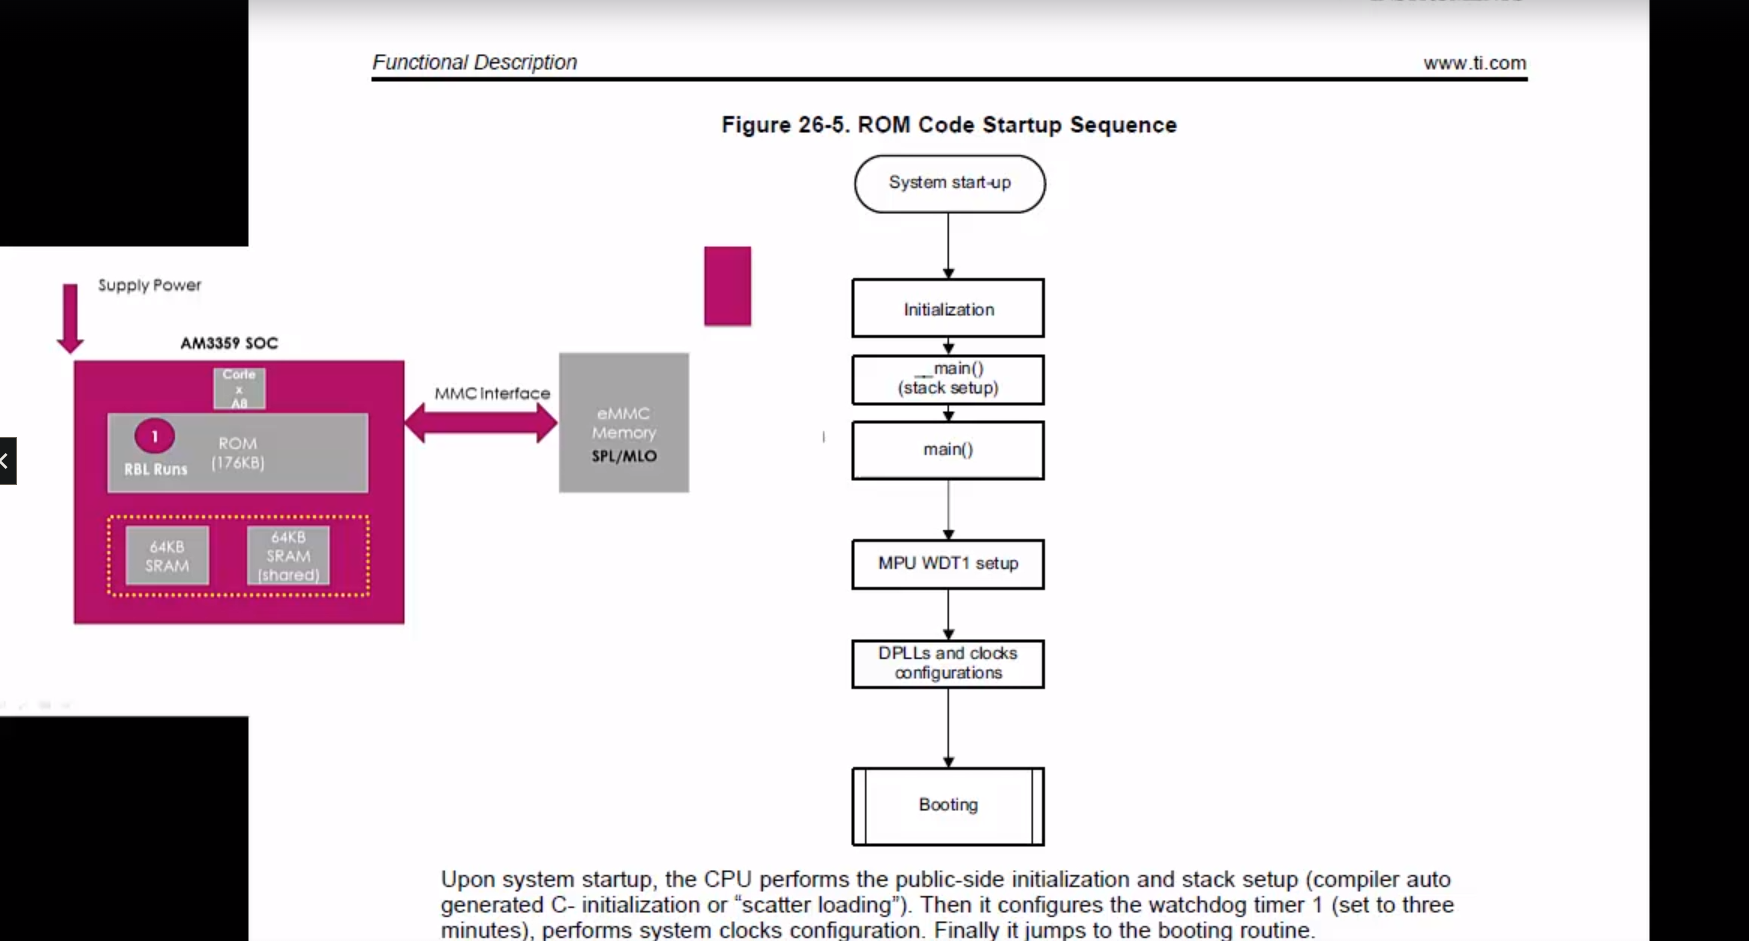 Functional Description
www.ti.com
Figure 26-5. ROM Code Startup Sequence
System start-up
Initialization
__main()
(stack setup)
main()
MPU WDT1 setup
DPLLs and clocks
configurations
Booting
Supply Power
AM3359 SOC
Corte
x
A8
1
RBL Runs
ROM
(176KB)
64KB
SRAM
64KB
SRAM
(shared)
MMC Interface
eMMC
Memory
SPL/MLO
Upon system startup, the CPU performs the public-side initialization and stack setup (compiler auto
generated C- initialization or “scatter loading”). Then it configures the watchdog timer 1 (set to three
minutes), performs system clocks configuration. Finally it jumps to the booting routine.